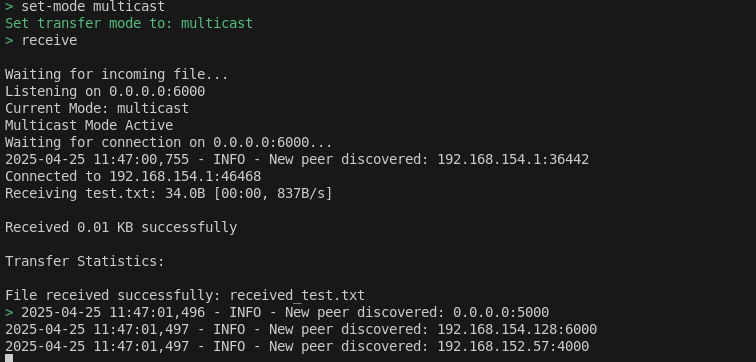 > set-mode multicast
Set transfer mode to: multicast
> receive
Waiting for incoming file...
Listening on 0.0.0.0:6000
Current Mode: multicast
Multicast Mode Active
Waiting for connection on 0.0.0.0:6000...
2025-04-25 11:47:00,755 - INFO - New peer discovered: 192.168.154.1:36442
Connected to 192.168.154.1:46468
Receiving test.txt: 34.0B [00:00, 837B/s]
Received 0.01 KB successfully
Transfer Statistics:
File received successfully: received_test.txt
> 2025-04-25 11:47:01,496 - INFO - New peer discovered: 0.0.0.0:5000
2025-04-25 11:47:01,497 - INFO - New peer discovered: 192.168.154.128:6000
2025-04-25 11:47:01,497 - INFO - New peer discovered: 192.168.152.57:4000